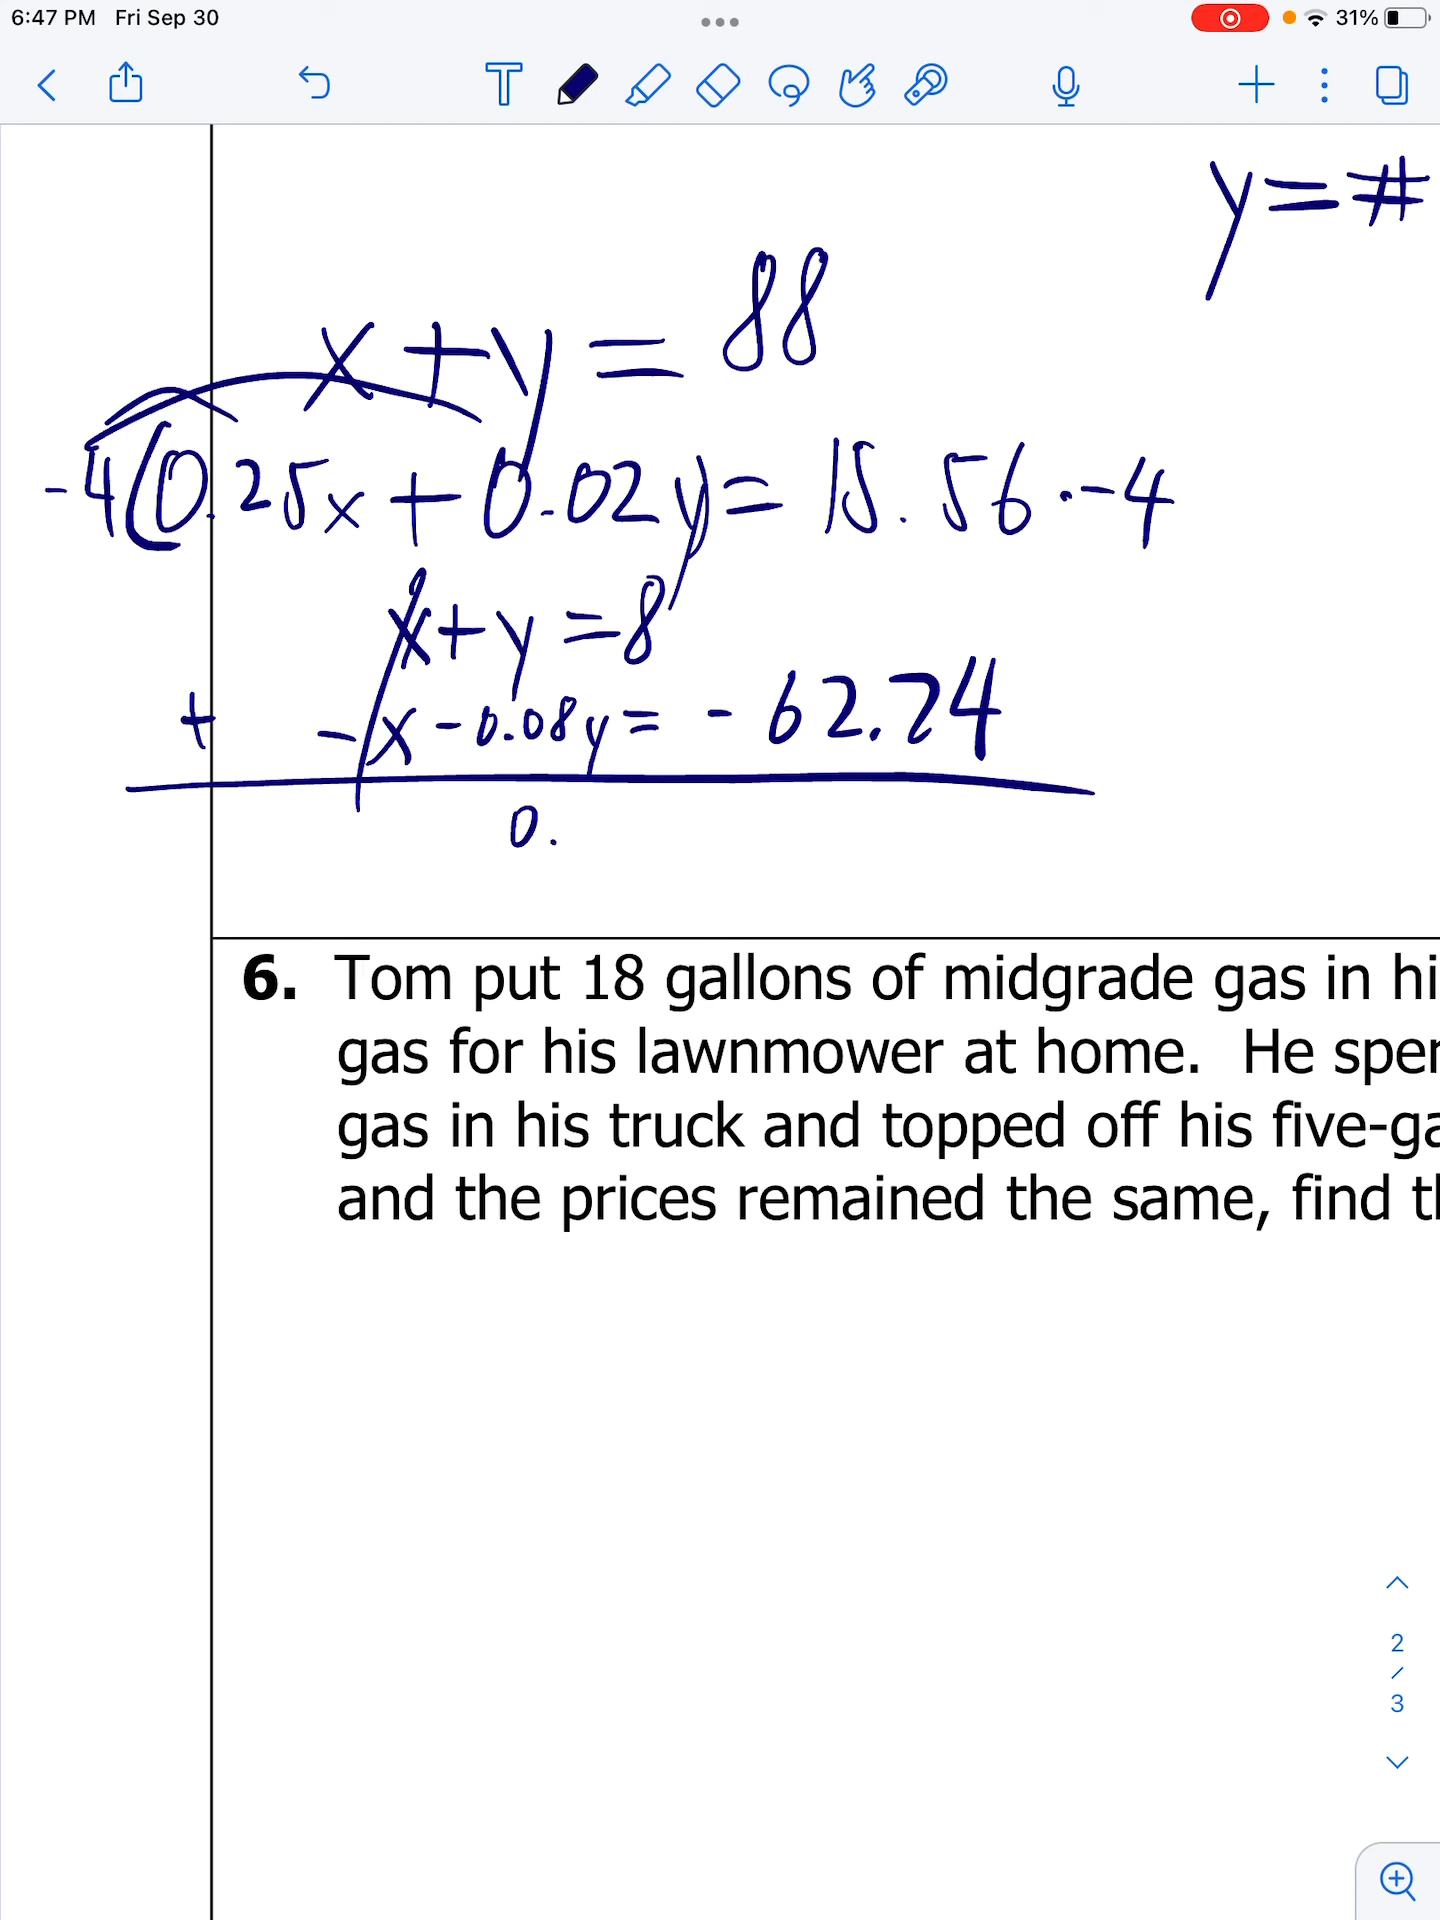 6:47 PM Fri Sep 30
31%
y=#
x+y=88
-4(0.25x+0.02y=15.56·-4
x+y=8
+ -x-0.08y=-62.24
0.
6. Tom put 18 gallons of midgrade gas in hi
gas for his lawnmower at home. He spen
gas in his truck and topped off his five-ga
and the prices remained the same, find th
2
/
3